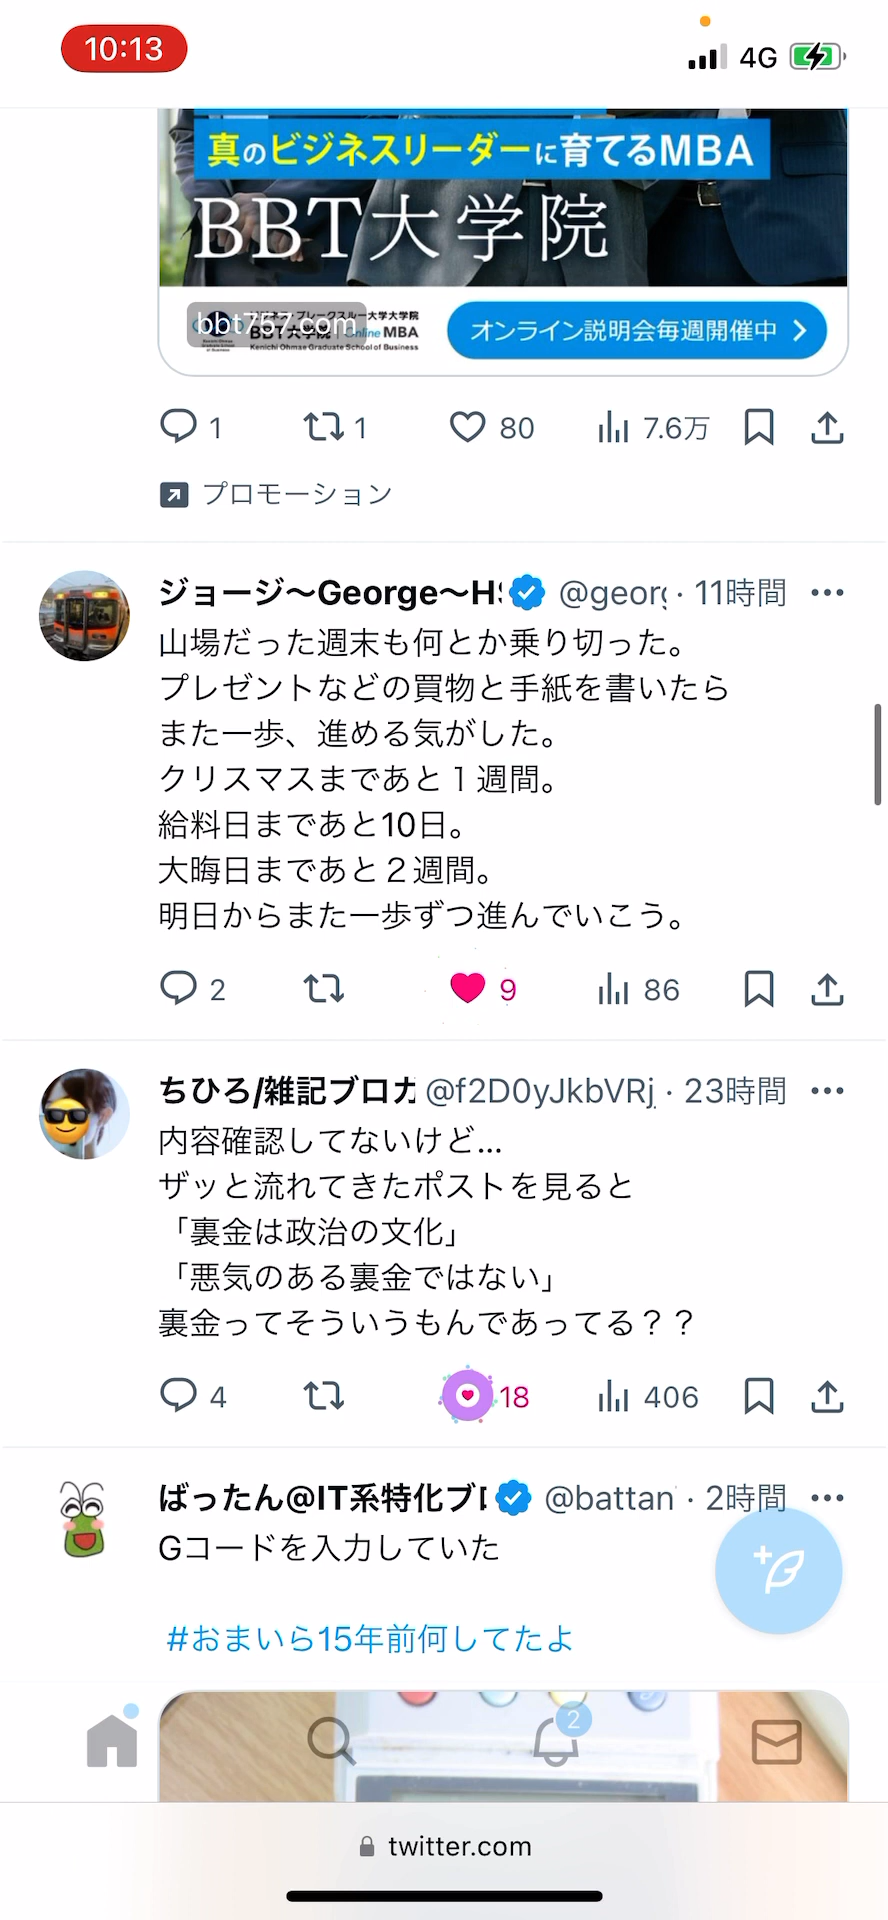 10:13
4G
真のビジネスリーダーに育てるMBA
BBT大学院
bbt757.com
Kenichi Ohmae Graduate School of Business
オンライン説明会毎週開催中
1
1
80
7.6万
プロモーション
ジョージ〜George〜H
@geor
· 11時間
山場だった週末も何とか乗り切った。
プレゼントなどの買物と手紙を書いたら
また一歩、進める気がした。
クリスマスまであと１週間。
給料日まであと10日。
大晦日まであと２週間。
明日からまた一歩ずつ進んでいこう。
2
9
86
ちひろ/雑記ブロガ
@f2D0yJkbVRj · 23時間
内容確認してないけど…
ザッと流れてきたポストを見ると
「裏金は政治の文化」
「悪気のある裏金ではない」
裏金ってそういうもんであってる？？
4
18
406
ばったん@IT系特化ブ
@battan · 2時間
Gコードを入力していた
#おまいら15年前何してたよ
2
twitter.com